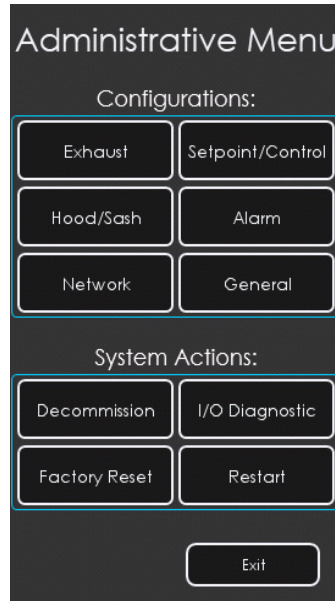 Administrative Menu
Configurations:
Exhaust
Setpoint/Control
Hood/Sash
Alarm
Network
General
System Actions:
Decommission
I/O Diagnostic
Factory Reset
Restart
Exit